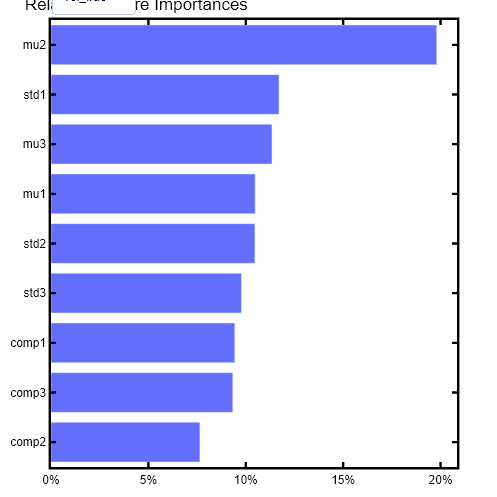 Rela re Importances
mu2
std1
mu3
mu1
std2
std3
comp1
comp3
comp2
0% 5% 10% 15% 20%